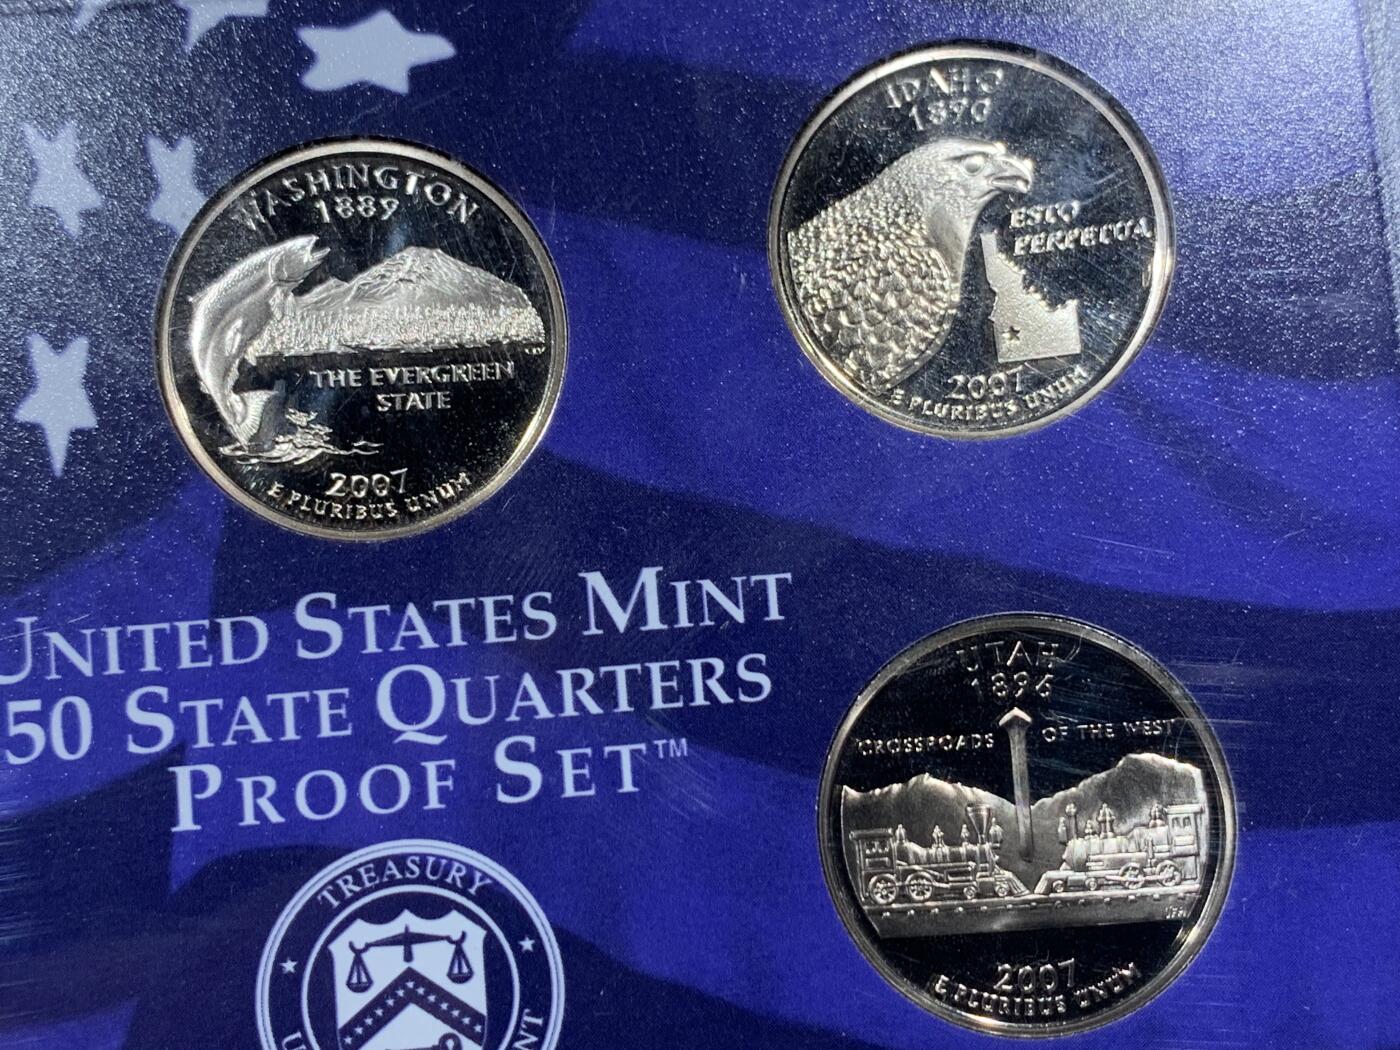 WASHINGTON
1889
THE EVERGREEN
STATE
2007
E PLURIBUS UNUM
IDAHO
1890
ESTO
PERPETUA
2007
E PLURIBUS UNUM
UNITED STATES MINT
50 STATE QUARTERS
PROOF SET™
TREASURY
UTAH
1896
CROSSROADS OF THE WEST
2007
E PLURIBUS UNUM